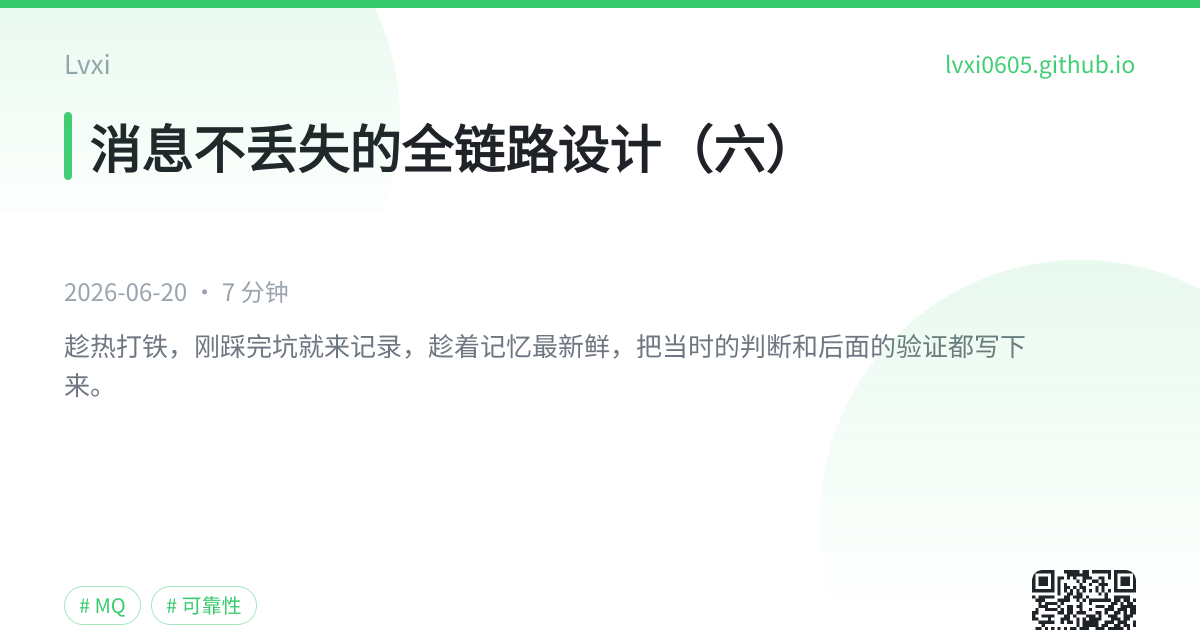 Lvxi
lvxi0605.github.io
消息不丢失的全链路设计（六）
2026-06-20 · 7 分钟
趁热打铁，刚踩完坑就来记录，趁着记忆最新鲜，把当时的判断和后面的验证都写下
来。
# MQ
# 可靠性